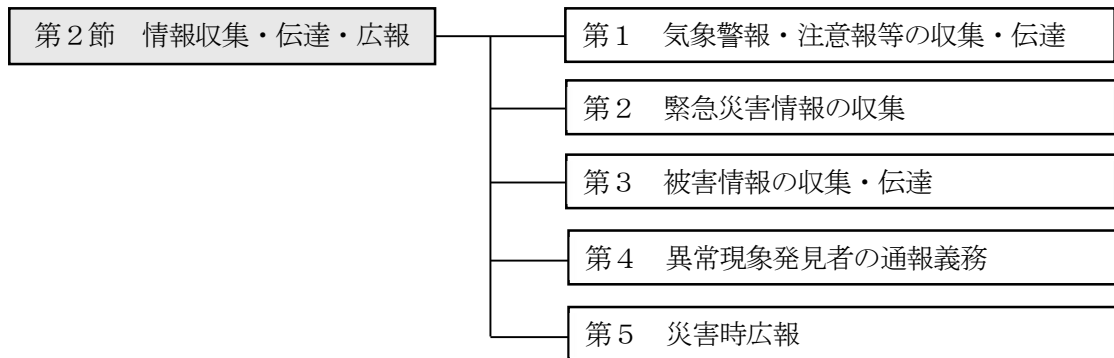 第２節　情報収集・伝達・広報
第１　気象警報・注意報等の収集・伝達
第２　緊急災害情報の収集
第３　被害情報の収集・伝達
第４　異常現象発見者の通報義務
第５　災害時広報